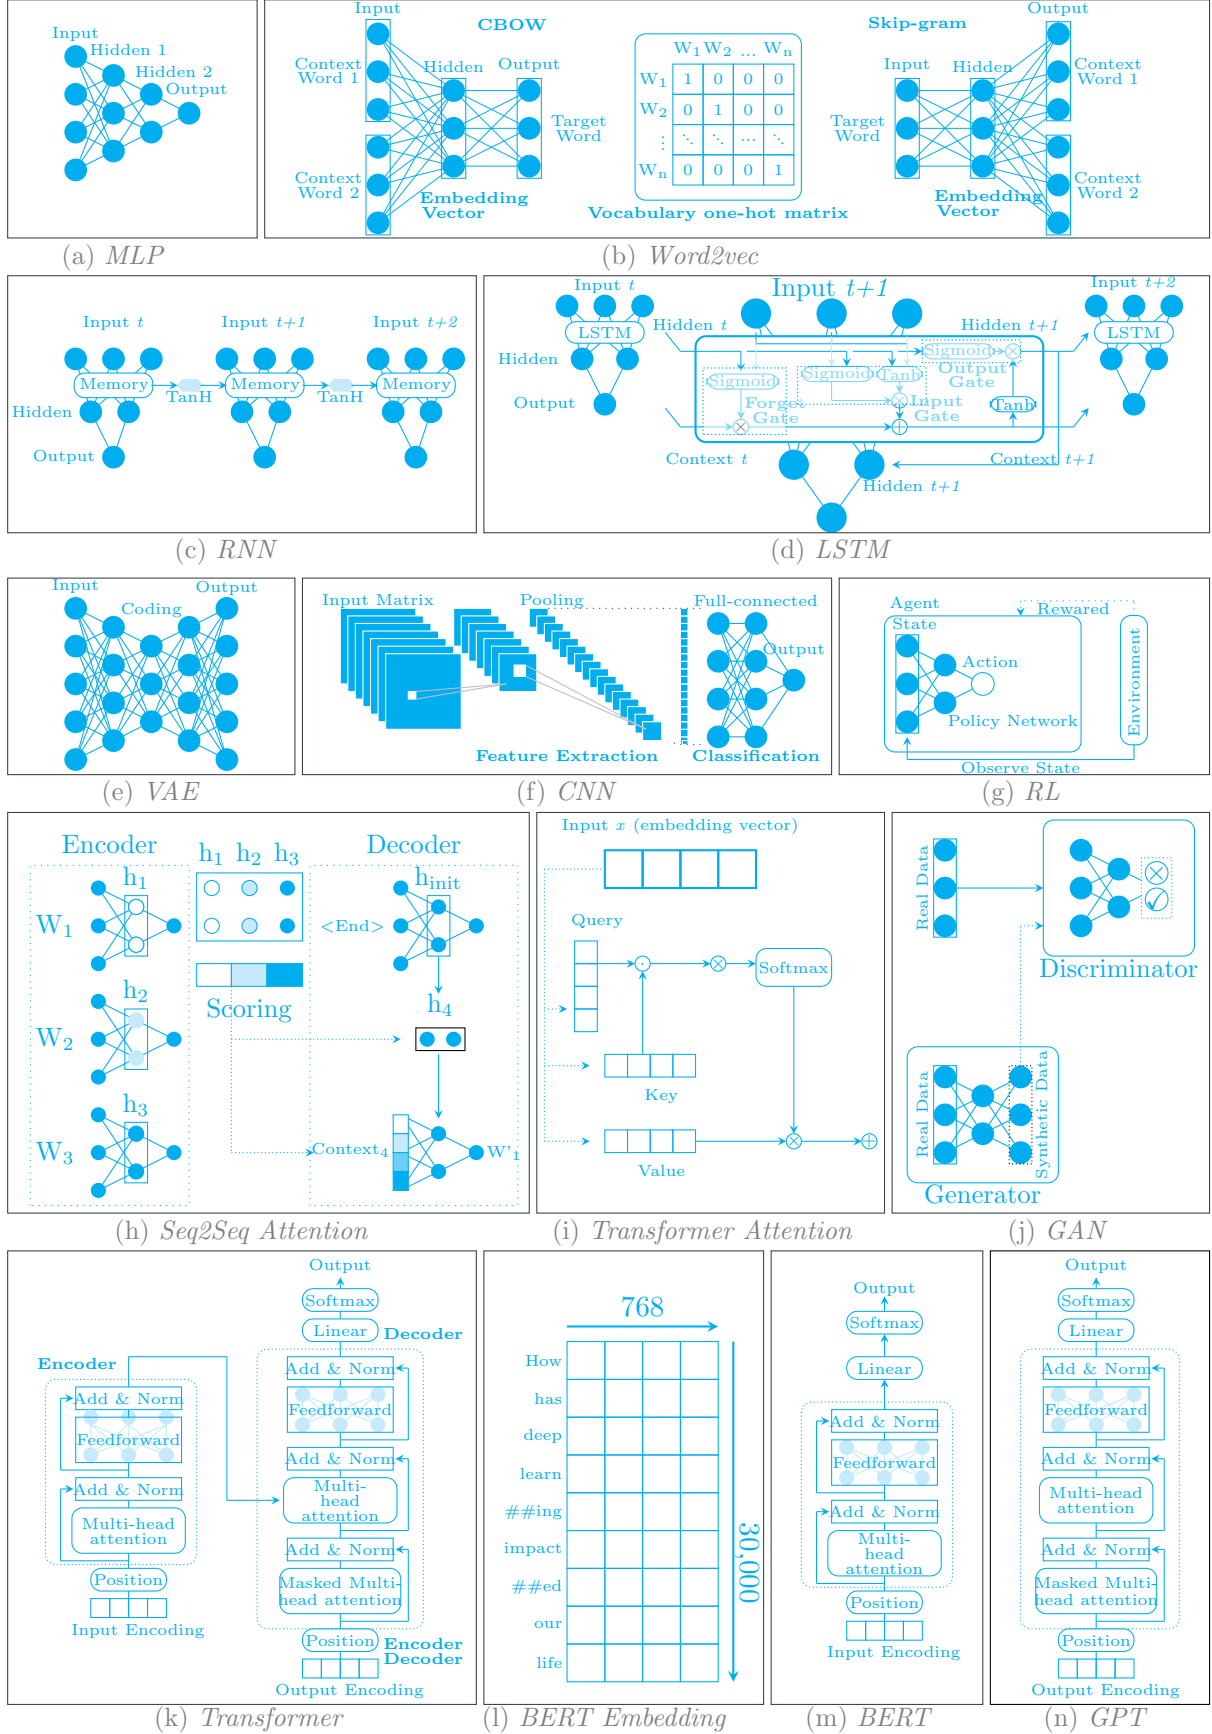 Input
Hidden 1
Hidden 2
Output
(a) MLP
Input
CBOW
Context
Word 1
Hidden
Output
Target
Word
Context
Word 2
Embedding
Vector
W1 W2 ... Wn
W1 1 0 0 0
W2 0 1 0 0
⋮ ⋱ ⋱ ... ⋱
Wn 0 0 0 1
Vocabulary one-hot matrix
Skip-gram
Output
Input
Hidden
Context
Word 1
Target
Word
Context
Word 2
Embedding
Vector
(b) Word2vec
Input t
Input t+1
Input t+2
Memory
TanH
Memory
TanH
Memory
Hidden
Output
(c) RNN
Input t
LSTM
Hidden
Output
Input t+1
Hidden t
Hidden t+1
Sigmoid
Forget
Gate
Sigmoid
Tanh
Input
Gate
Sigmoid
Output
Gate
Tanh
Context t
Context t+1
Hidden t+1
Input t+2
LSTM
(d) LSTM
Input
Coding
Output
(e) VAE
Input Matrix
Pooling
Full-connected
Output
Feature Extraction
Classification
(f) CNN
Agent
Rewared
State
Action
Policy Network
Environment
Observe State
(g) RL
Encoder
Decoder
h1
W1
h2
W2
h3
W3
h1 h2 h3
Scoring
hinit
<End>
h4
Context4
W'1
(h) Seq2Seq Attention
Input x (embedding vector)
Query
Softmax
Key
Value
(i) Transformer Attention
Real Data
Discriminator
Real Data
Synthetic Data
Generator
(j) GAN
Output
Softmax
Linear
Decoder
Encoder
Add & Norm
Feedforward
Add & Norm
Multi-head
attention
Position
Input Encoding
Add & Norm
Feedforward
Add & Norm
Multi-
head
attention
Add & Norm
Masked Multi-
head attention
Position
Encoder
Decoder
Output Encoding
(k) Transformer
768
How
has
deep
learn
##ing
impact
##ed
our
life
30,000
(l) BERT Embedding
Output
Softmax
Linear
Add & Norm
Feedforward
Add & Norm
Multi-
head
attention
Position
Input Encoding
(m) BERT
Output
Softmax
Linear
Add & Norm
Feedforward
Add & Norm
Multi-head
attention
Add & Norm
Masked Multi-
head attention
Position
Output Encoding
(n) GPT